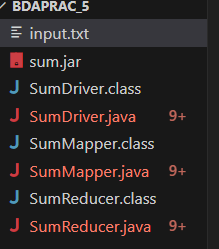 BDAPRAC_5
input.txt
sum.jar
J SumDriver.class
J SumDriver.java 9+
J SumMapper.class
J SumMapper.java 9+
J SumReducer.class
J SumReducer.java 9+